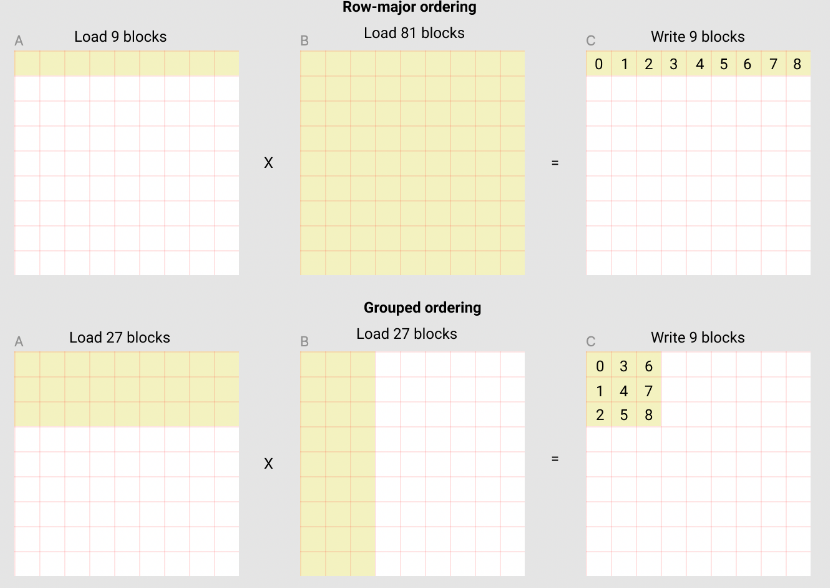 Row-major ordering
A
Load 9 blocks
B
Load 81 blocks
C
Write 9 blocks
0 1 2 3 4 5 6 7 8
X
=
Grouped ordering
A
Load 27 blocks
B
Load 27 blocks
C
Write 9 blocks
0 3 6
1 4 7
2 5 8
X
=